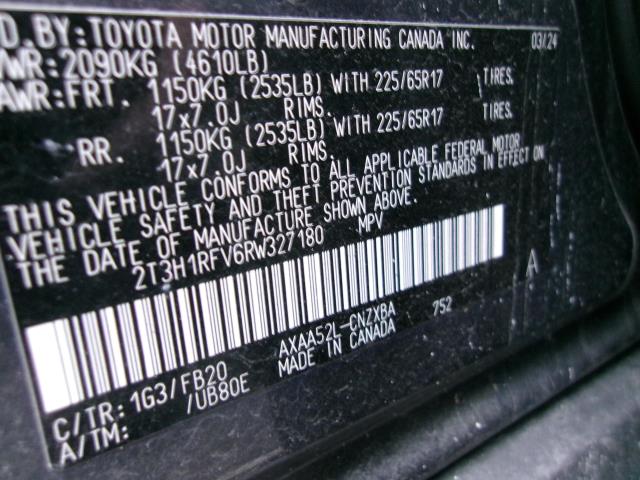 D.BY:TOYOTA MOTOR MANUFACTURING CANADA INC. 03/24
VWR:2090KG (4610LB)
AWR:FRT. 1150KG (2535LB) WITH 225/65R17 TIRES,
17x7.0J RIMS.
RR. 1150KG (2535LB) WITH 225/65R17 TIRES,
17x7.0J RIMS.
THIS VEHICLE CONFORMS TO ALL APPLICABLE FEDERAL MOTOR
VEHICLE SAFETY AND THEFT PREVENTION STANDARDS IN EFFECT ON
THE DATE OF MANUFACTURE SHOWN ABOVE.
2T3H1RFV6RW327180 MPV
A
C/TR: 1G3/FB20 AXAA52L-CNZXBA 752
A/TM: /UB80E MADE IN CANADA